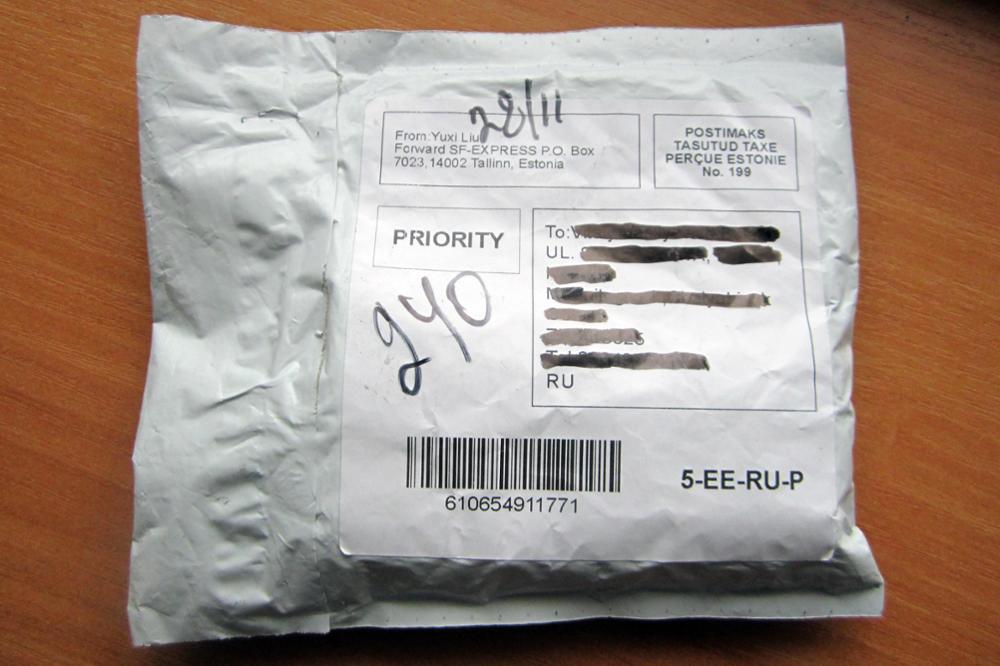 28/11
From:Yuxi Liu
Forward SF-EXPRESS P.O. Box
7023,14002 Tallinn, Estonia
POSTIMAKS
TASUTUD TAXE
PERÇUE ESTONIE
No. 199
PRIORITY
To:
UL.
RU
940
610654911771
5-EE-RU-P